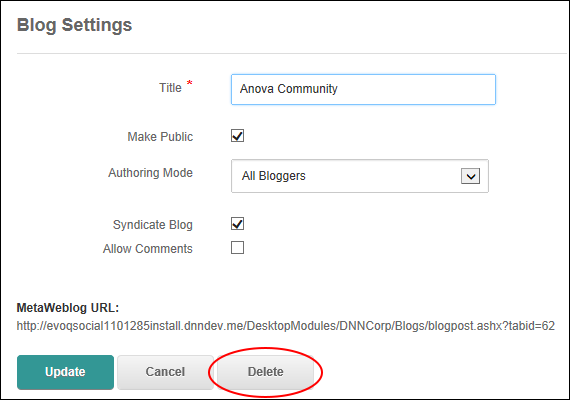 Blog Settings
Title *
Anova Community
Make Public
Authoring Mode
All Bloggers
Syndicate Blog
Allow Comments
MetaWeblog URL:
http://evoqsocial1101285install.dnndev.me/DesktopModules/DNNCorp/Blogs/blogpost.ashx?tabid=62
Update Cancel Delete